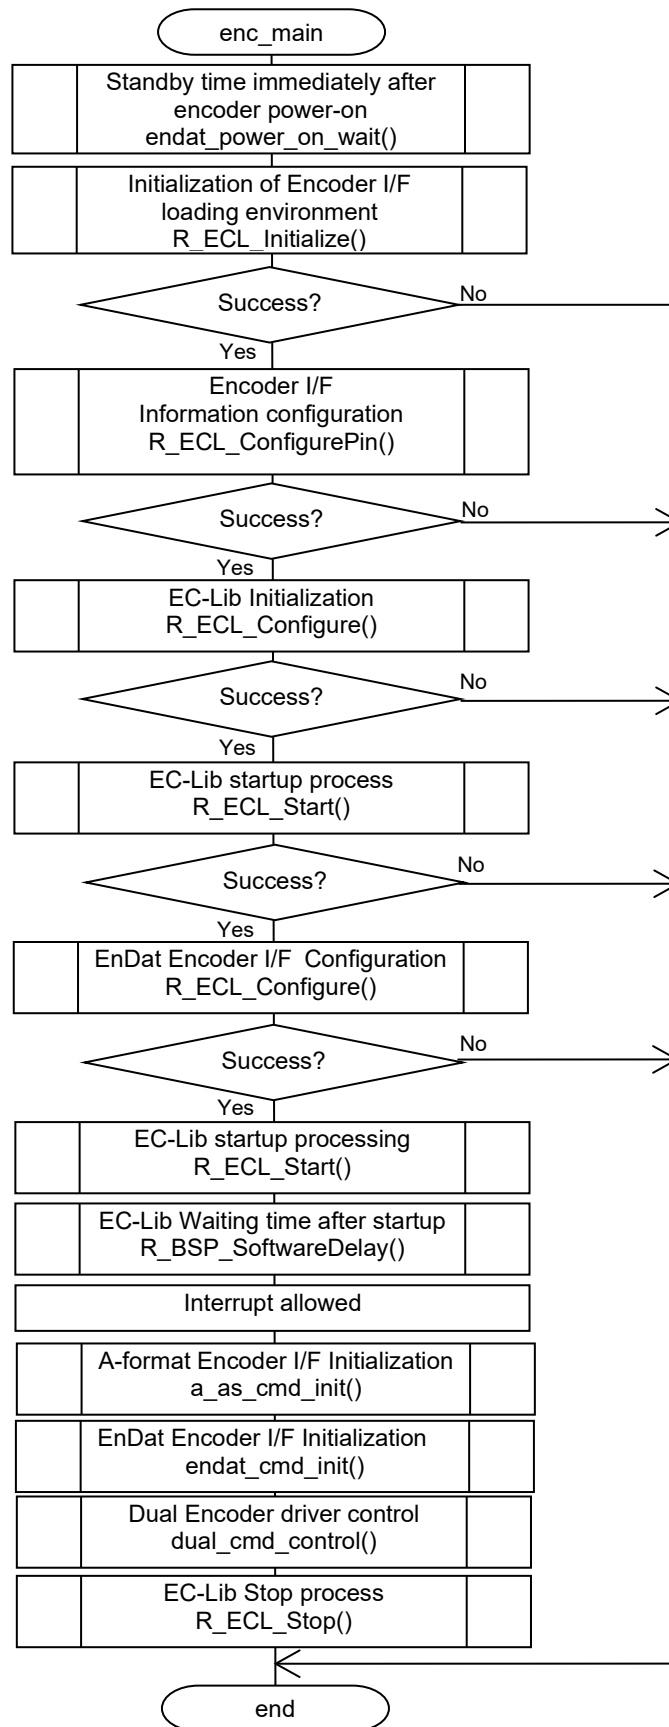 enc_main
Standby time immediately after
encoder power-on
endat_power_on_wait()
Initialization of Encoder I/F
loading environment
R_ECL_Initialize()
Success?
No
Yes
Encoder I/F
Information configuration
R_ECL_ConfigurePin()
Success?
No
Yes
EC-Lib Initialization
R_ECL_Configure()
Success?
No
Yes
EC-Lib startup process
R_ECL_Start()
Success?
No
Yes
EnDat Encoder I/F  Configuration
R_ECL_Configure()
Success?
No
Yes
EC-Lib startup processing
R_ECL_Start()
EC-Lib Waiting time after startup
R_BSP_SoftwareDelay()
Interrupt allowed
A-format Encoder I/F Initialization
a_as_cmd_init()
EnDat Encoder I/F Initialization
endat_cmd_init()
Dual Encoder driver control
dual_cmd_control()
EC-Lib Stop process
R_ECL_Stop()
end